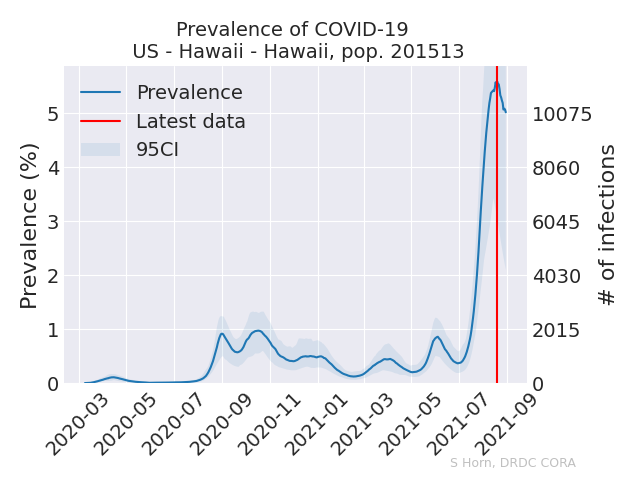 Prevalence of COVID-19
US - Hawaii - Hawaii, pop. 201513
Prevalence
Latest data
95CI
Prevalence (%)
5
4
3
2
1
0
10075
8060
6045
4030
2015
0
# of infections
2020-03
2020-05
2020-07
2020-09
2020-11
2021-01
2021-03
2021-05
2021-07
2021-09
S Horn, DRDC CORA